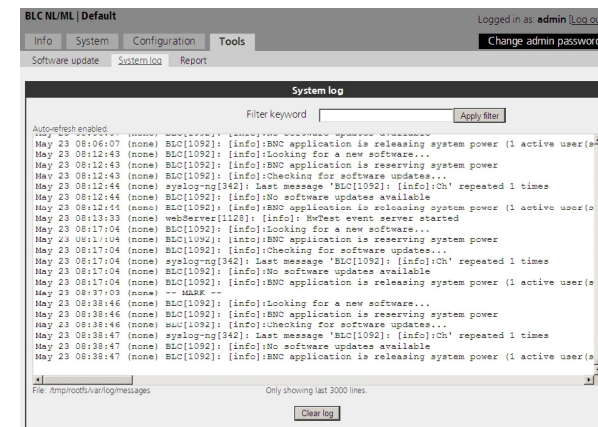 BLC NL/ML | Default
Logged in as: admin [Log ou
Info System Configuration Tools
Change admin password
Software update System log Report
System log
Filter keyword Apply filter
Auto-refresh enabled.
May 23 08:06:07 (none) BLC[1092]: [info]:No software updates available
May 23 08:06:07 (none) BLC[1092]: [info]:BNC application is releasing system power (1 active user(s
May 23 08:12:43 (none) BLC[1092]: [info]:Looking for a new software...
May 23 08:12:43 (none) BLC[1092]: [info]:BNC application is reserving system power
May 23 08:12:43 (none) BLC[1092]: [info]:Checking for software updates...
May 23 08:12:44 (none) syslog-ng[342]: Last message 'BLC[1092]: [info]:Ch' repeated 1 times
May 23 08:12:44 (none) BLC[1092]: [info]:No software updates available
May 23 08:12:44 (none) BLC[1092]: [info]:BNC application is releasing system power (1 active user(s
May 23 08:13:33 (none) webServer[1128]: [info]: HwTest event server started
May 23 08:17:04 (none) BLC[1092]: [info]:Looking for a new software...
May 23 08:17:04 (none) BLC[1092]: [info]:BNC application is reserving system power
May 23 08:17:04 (none) BLC[1092]: [info]:Checking for software updates...
May 23 08:17:04 (none) syslog-ng[342]: Last message 'BLC[1092]: [info]:Ch' repeated 1 times
May 23 08:17:04 (none) BLC[1092]: [info]:No software updates available
May 23 08:17:04 (none) BLC[1092]: [info]:BNC application is releasing system power (1 active user(s
May 23 08:37:03 (none) -- MARK --
May 23 08:38:46 (none) BLC[1092]: [info]:Looking for a new software...
May 23 08:38:46 (none) BLC[1092]: [info]:BNC application is reserving system power
May 23 08:38:46 (none) BLC[1092]: [info]:Checking for software updates...
May 23 08:38:47 (none) syslog-ng[342]: Last message 'BLC[1092]: [info]:Ch' repeated 1 times
May 23 08:38:47 (none) BLC[1092]: [info]:No software updates available
May 23 08:38:47 (none) BLC[1092]: [info]:BNC application is releasing system power (1 active user(s
File: /tmp/rootfs/var/log/messages Only showing last 3000 lines.
Clear log